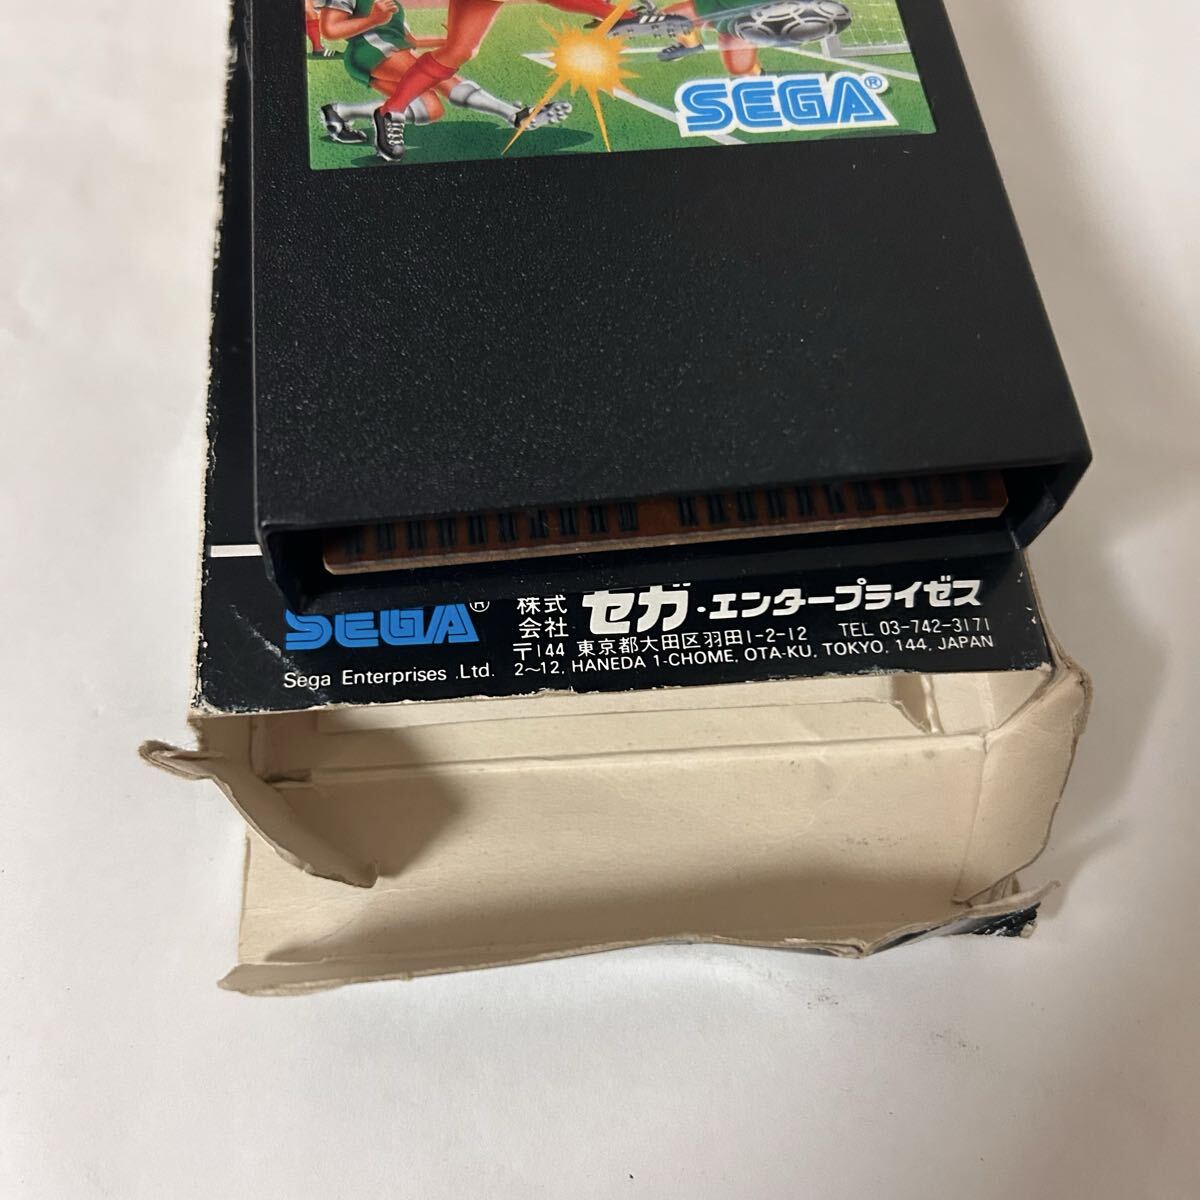 SEGA®
SEGA®
株式会社 セガ・エンタープライゼス
〒144 東京都大田区羽田1-2-12 TEL 03-742-3171
Sega Enterprises .Ltd. 2〜12, HANEDA 1-CHOME, OTA-KU, TOKYO, 144, JAPAN